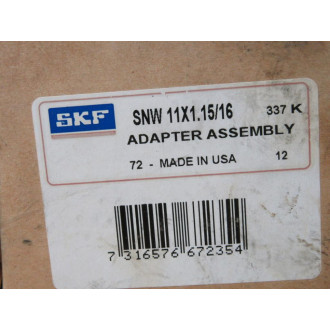 SKF SNW 11X1.15/16 337 K
ADAPTER ASSEMBLY
72 - MADE IN USA 12
7 316576 672354